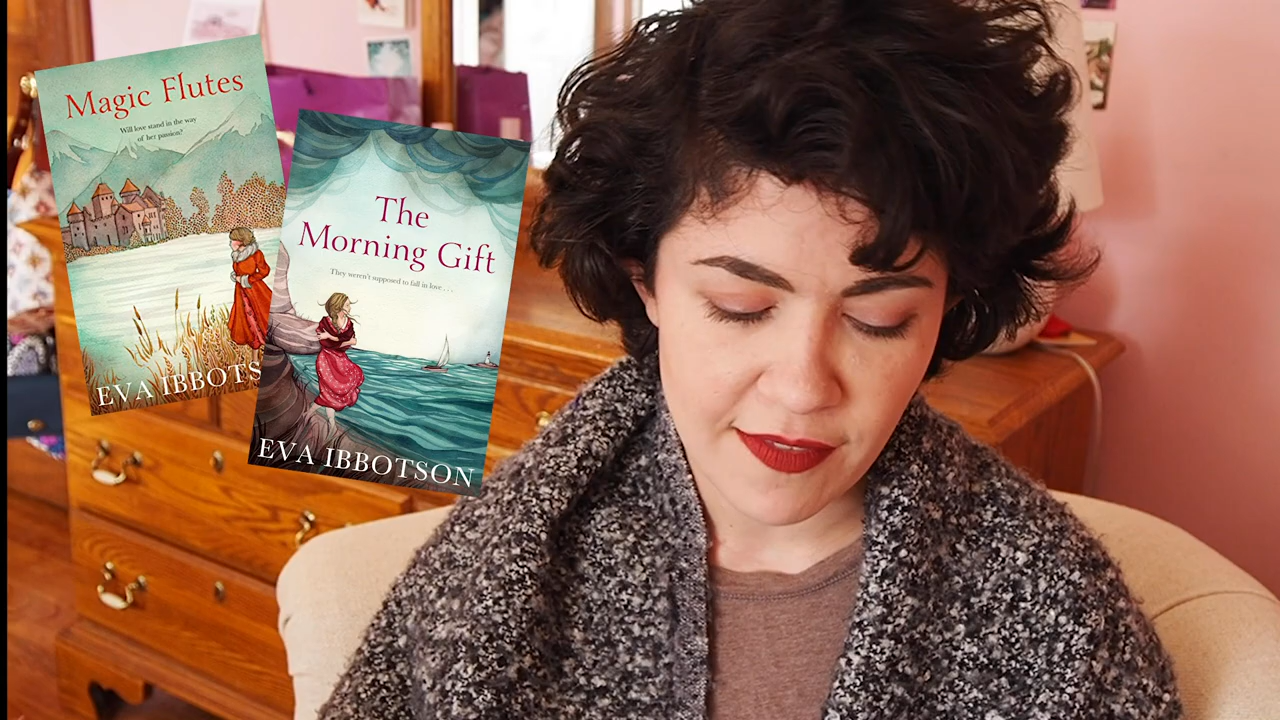 Magic Flutes
Will love stand in the way
of her passion?
EVA IBBOTS
The
Morning Gift
They weren't supposed to fall in love . . .
EVA IBBOTSON